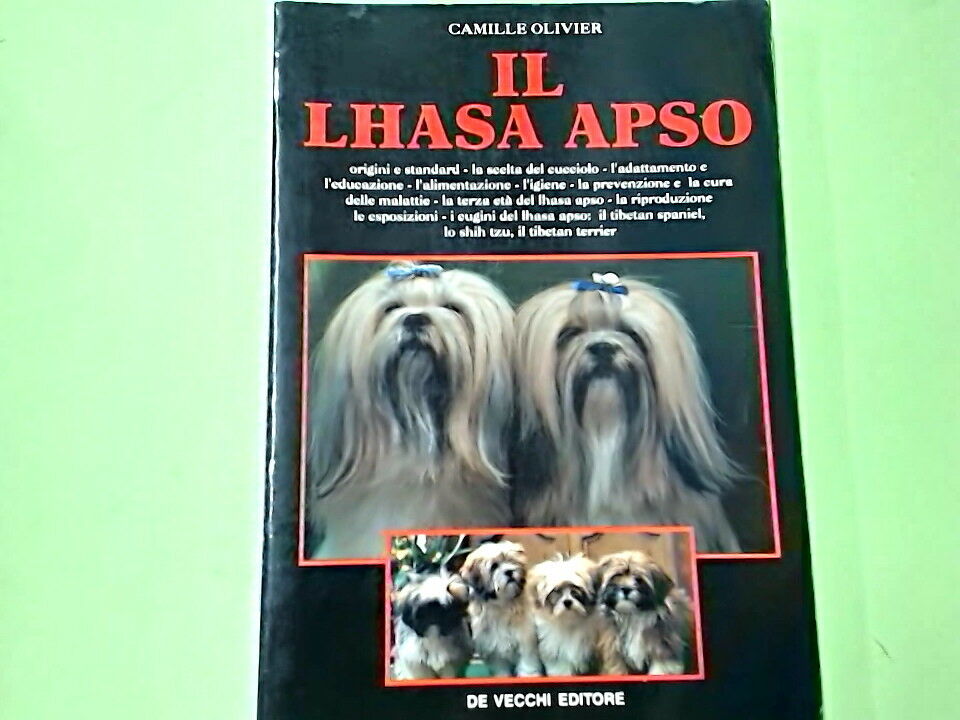 CAMILLE OLIVIER
IL
LHASA APSO
origini e standard - la scelta del cucciolo - l'adattamento e
l'educazione - l'alimentazione - l'igiene - la prevenzione e la cura
delle malattie - la terza età del lhasa apso - la riproduzione
le esposizioni - i cugini del lhasa apso: il tibetan spaniel,
lo shih tzu, il tibetan terrier
DE VECCHI EDITORE